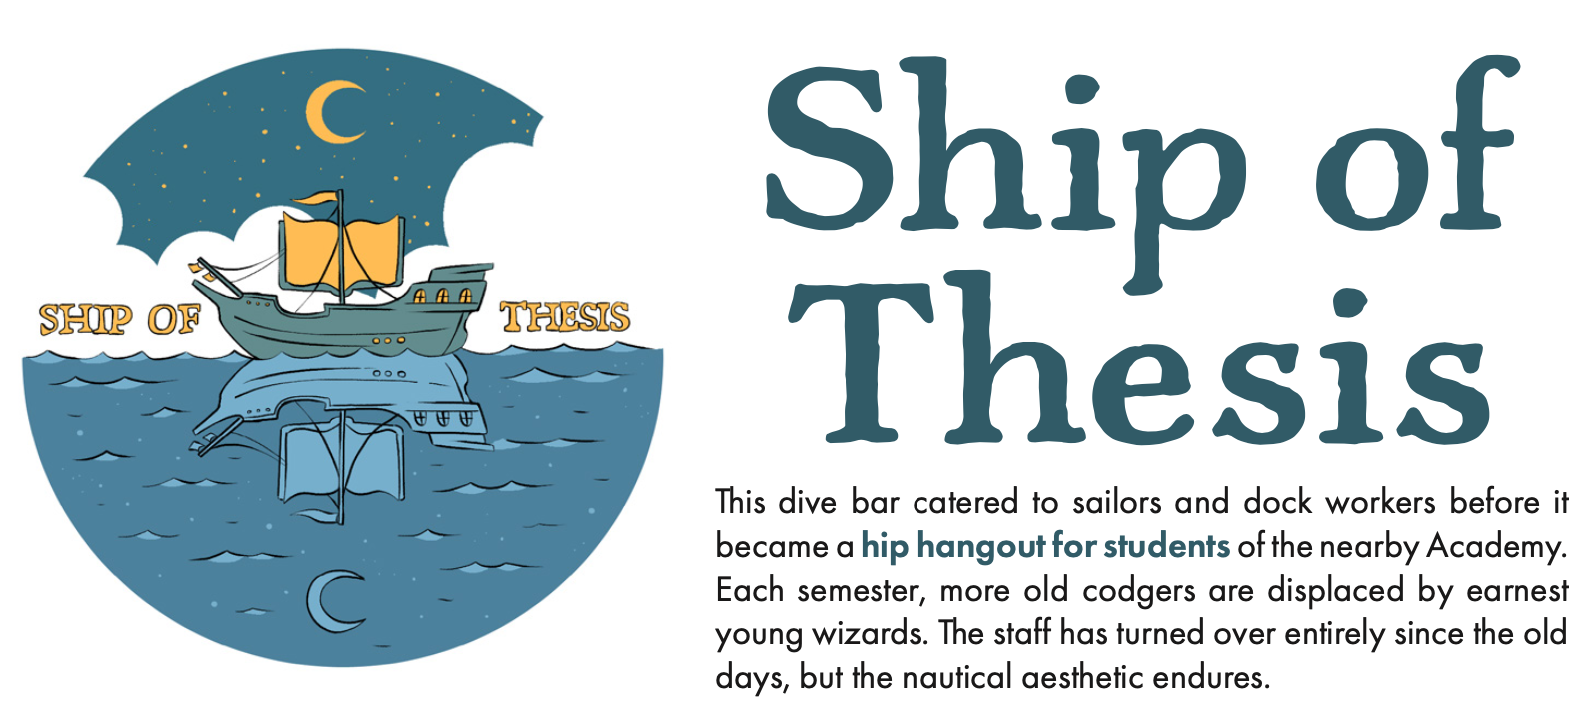 SHIP OF THESIS
Ship of
Thesis
This dive bar catered to sailors and dock workers before it
became a hip hangout for students of the nearby Academy.
Each semester, more old codgers are displaced by earnest
young wizards. The staff has turned over entirely since the old
days, but the nautical aesthetic endures.